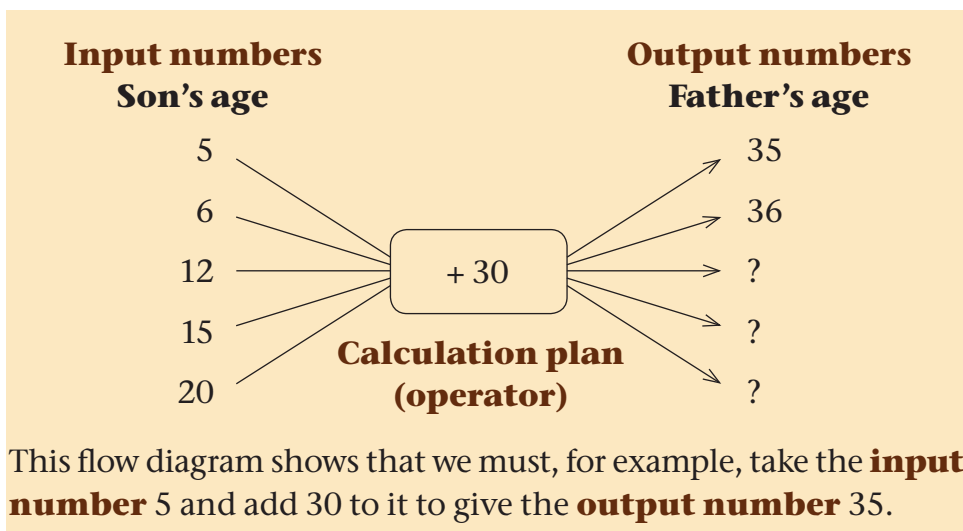 Input numbers Output numbers
Son’s age Father’s age
5 35
6 36
12 + 30 ?
15 ?
Calculation plan
20 (operator) ?
This flow diagram shows that we must, for example, take the input
number 5 and add 30 to it to give the output number 35.